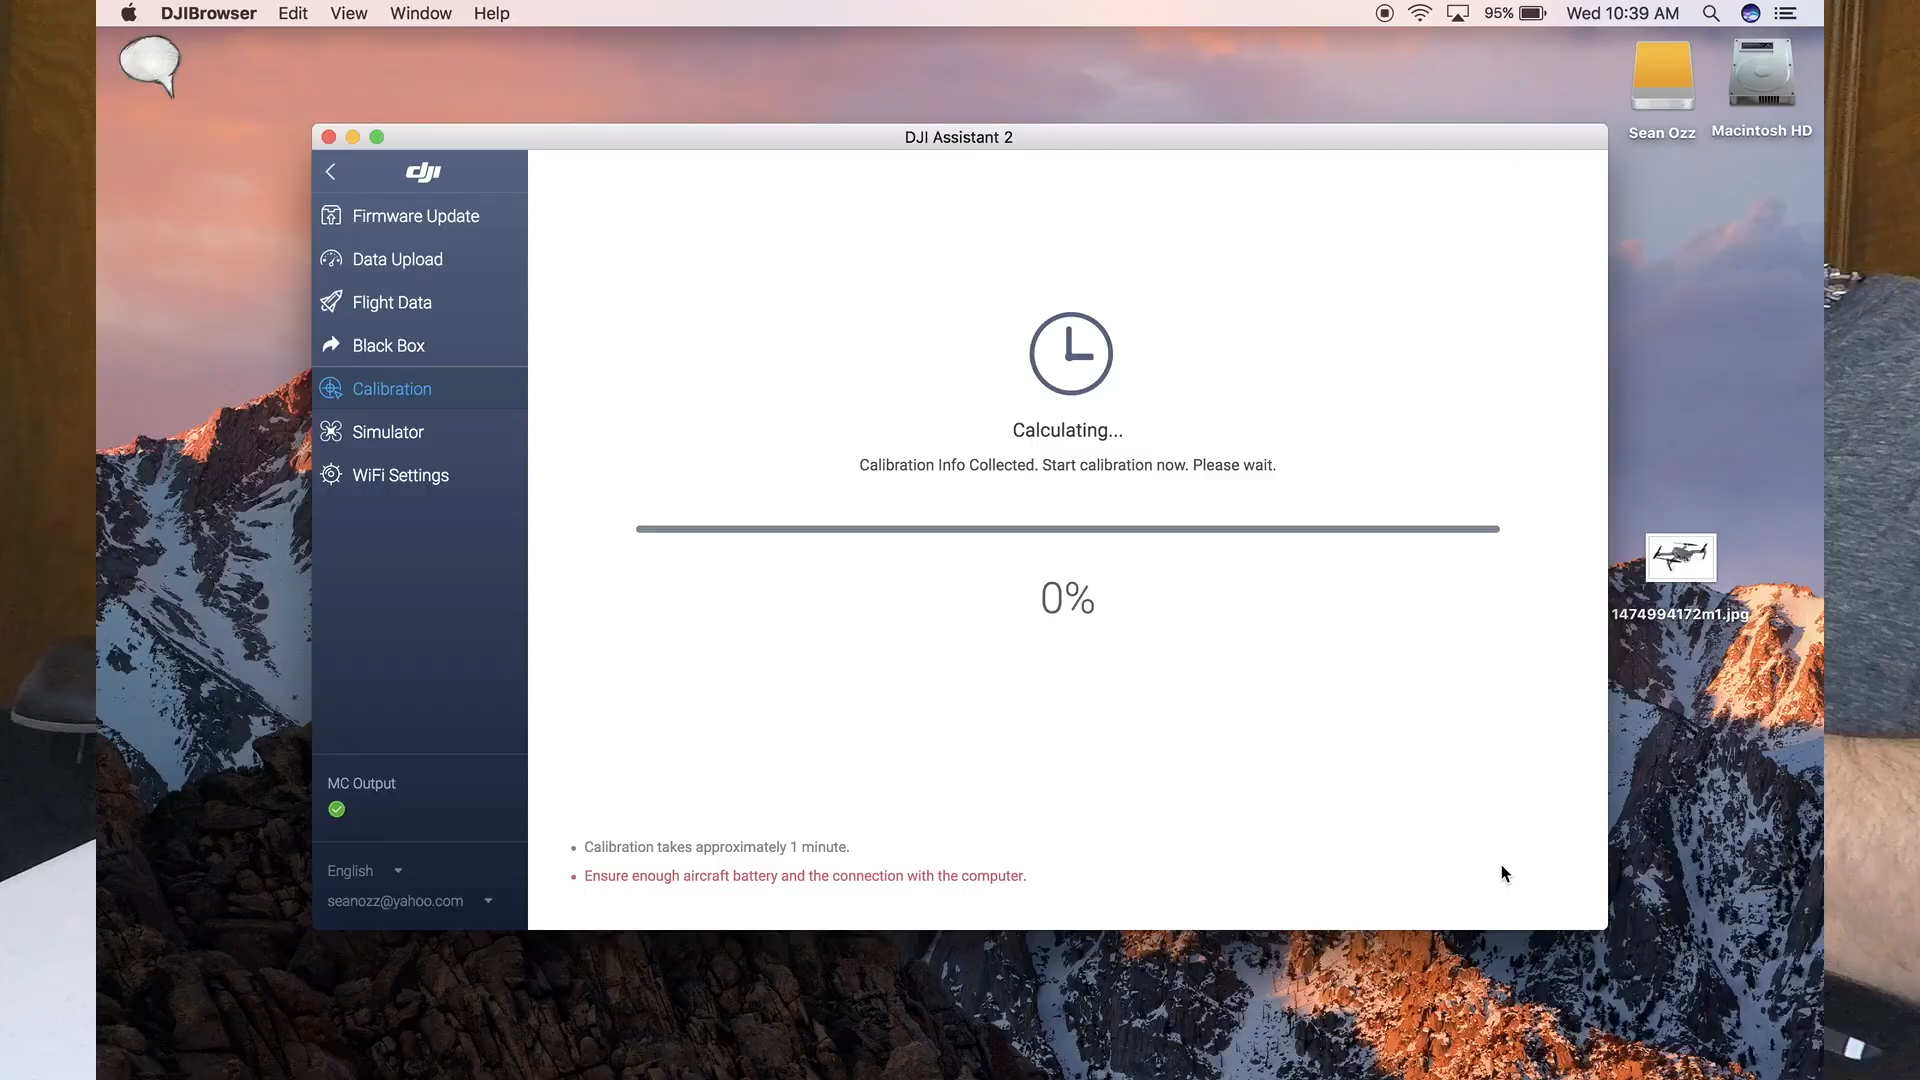 DJIBrowser Edit View Window Help 95% Wed 10:39 AM
Sean Ozz Macintosh HD
DJI Assistant 2
dji
Firmware Update
Data Upload
Flight Data
Black Box
Calibration
Simulator
WiFi Settings
MC Output
English
seanozz@yahoo.com
Calculating...
Calibration Info Collected. Start calibration now. Please wait.
0%
• Calibration takes approximately 1 minute.
• Ensure enough aircraft battery and the connection with the computer.
1474994172m1.jpg